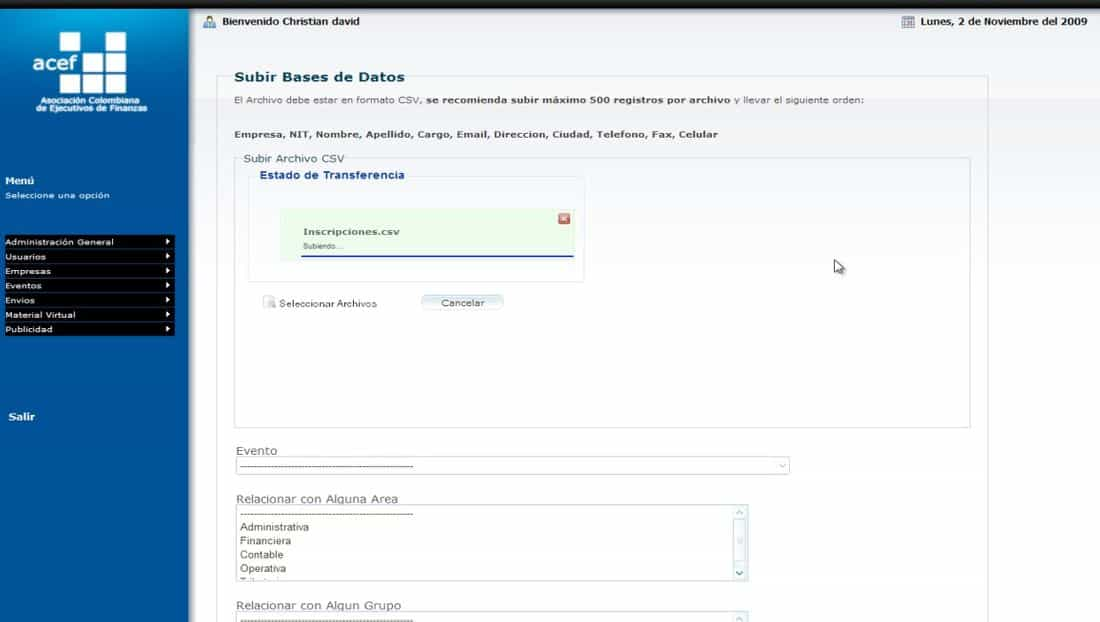 Bienvenido Christian david
Lunes, 2 de Noviembre del 2009
acef
Asociación Colombiana
de Ejecutivos de Finanzas
Menú
Seleccione una opción
Administración General
Usuarios
Empresas
Eventos
Envios
Material Virtual
Publicidad
Salir
Subir Bases de Datos
El Archivo debe estar en formato CSV, se recomienda subir máximo 500 registros por archivo y llevar el siguiente orden:
Empresa, NIT, Nombre, Apellido, Cargo, Email, Direccion, Ciudad, Telefono, Fax, Celular
Subir Archivo CSV
Estado de Transferencia
Inscripciones.csv
Subiendo...
Seleccionar Archivos
Cancelar
Evento
Relacionar con Alguna Area
Administrativa
Financiera
Contable
Operativa
Relacionar con Algun Grupo